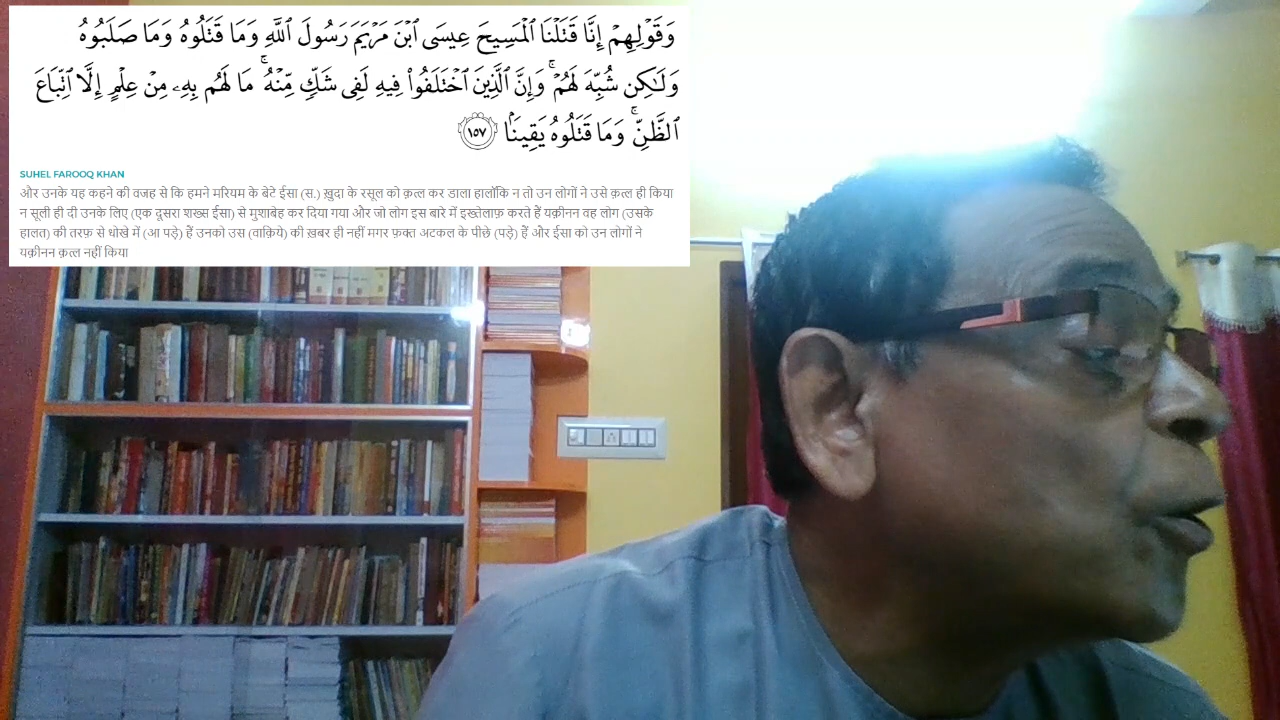 وَقَوْلِهِمْ إِنَّا قَتَلْنَا ٱلْمَسِيحَ عِيسَى ٱبْنَ مَرْيَمَ رَسُولَ ٱللَّهِ وَمَا قَتَلُوهُ وَمَا صَلَبُوهُ
وَلَـٰكِن شُبِّهَ لَهُمْ ۚ وَإِنَّ ٱلَّذِينَ ٱخْتَلَفُوا۟ فِيهِ لَفِى شَكٍّ مِّنْهُ ۚ مَا لَهُم بِهِۦ مِنْ عِلْمٍ إِلَّا ٱتِّبَاعَ
ٱلظَّنِّ ۚ وَمَا قَتَلُوهُ يَقِينًۢا ١٥٧
SUHEL FAROOQ KHAN
और उनके यह कहने की वजह से कि हमने मरियम के बेटे ईसा (स.) ख़ुदा के रसूल को क़त्ल कर डाला हालॉकि न तो उन लोगों ने उसे क़त्ल ही किया
न सूली ही दी उनके लिए (एक दूसरा शख्स ईसा) से मुशाबेह कर दिया गया और जो लोग इस बारे में इख्तेलाफ़ करते हैं यक़ीनन वह लोग (उसके
हालत) की तरफ़ से धोखे में (आ पड़े) हैं उनको उस (वाक़िये) की ख़बर ही नहीं मगर फ़क्त अटकल के पीछे (पड़े) हैं और ईसा को उन लोगों ने
यक़ीनन क़त्ल नहीं किया